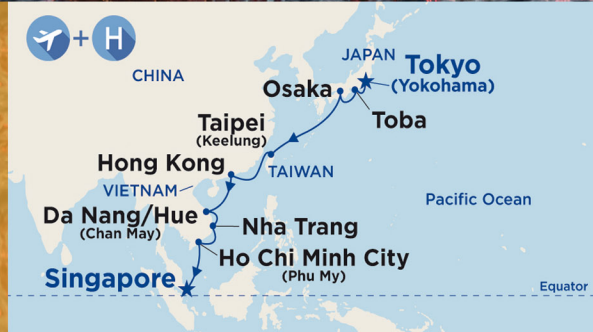 + H
JAPAN
Tokyo
(Yokohama)
CHINA
Osaka
Toba
Taipei
(Keelung)
Hong Kong
TAIWAN
VIETNAM
Pacific Ocean
Da Nang/Hue
(Chan May)
Nha Trang
Ho Chi Minh City
(Phu My)
Singapore
Equator